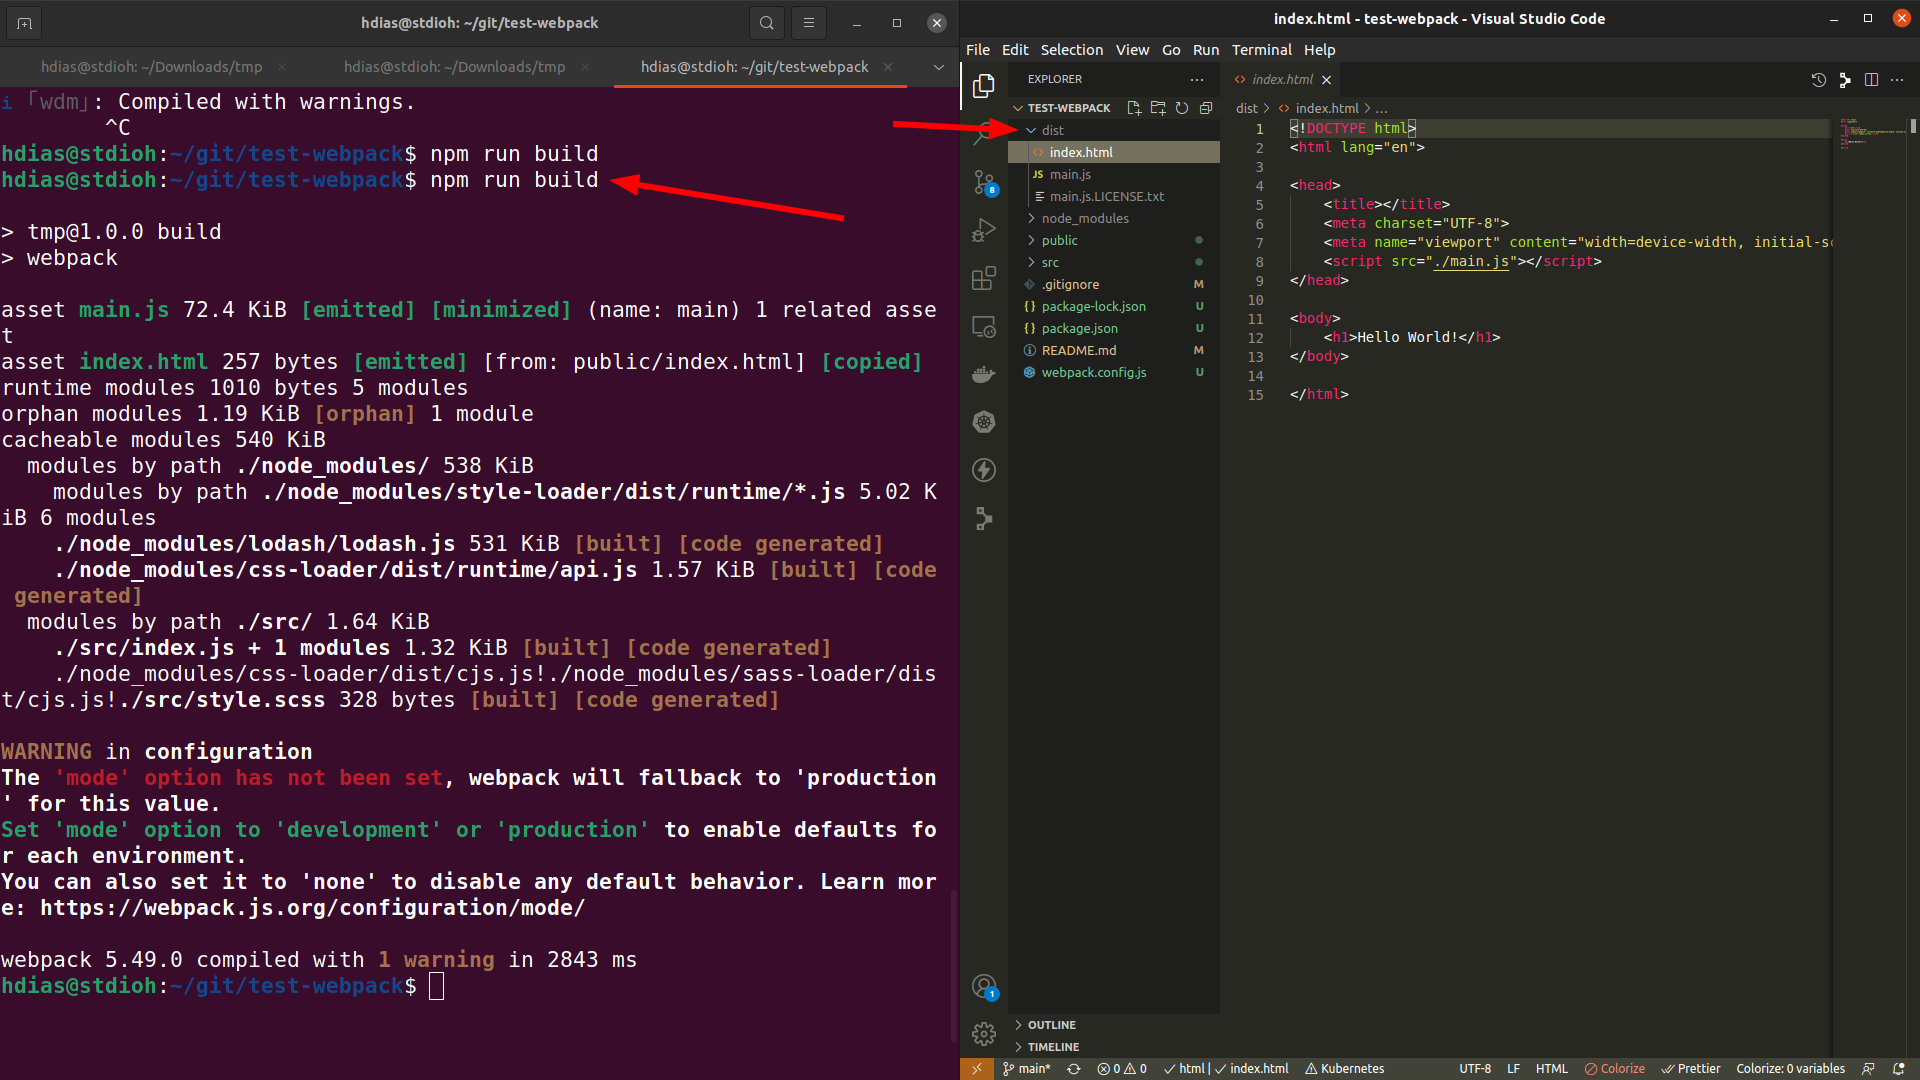 hdias@stdioh: ~/git/test-webpack
hdias@stdioh: ~/Downloads/tmp
hdias@stdioh: ~/Downloads/tmp
hdias@stdioh: ~/git/test-webpack
i ｢wdm｣: Compiled with warnings.
^C
hdias@stdioh:~/git/test-webpack$ npm run build
hdias@stdioh:~/git/test-webpack$ npm run build
> tmp@1.0.0 build
> webpack
asset main.js 72.4 KiB [emitted] [minimized] (name: main) 1 related asse
t
asset index.html 257 bytes [emitted] [from: public/index.html] [copied]
runtime modules 1010 bytes 5 modules
orphan modules 1.19 KiB [orphan] 1 module
cacheable modules 540 KiB
modules by path ./node_modules/ 538 KiB
modules by path ./node_modules/style-loader/dist/runtime/*.js 5.02 K
iB 6 modules
./node_modules/lodash/lodash.js 531 KiB [built] [code generated]
./node_modules/css-loader/dist/runtime/api.js 1.57 KiB [built] [code
generated]
modules by path ./src/ 1.64 KiB
./src/index.js + 1 modules 1.32 KiB [built] [code generated]
./node_modules/css-loader/dist/cjs.js!./node_modules/sass-loader/dis
t/cjs.js!./src/style.scss 328 bytes [built] [code generated]
WARNING in configuration
The 'mode' option has not been set, webpack will fallback to 'production
' for this value.
Set 'mode' option to 'development' or 'production' to enable defaults fo
r each environment.
You can also set it to 'none' to disable any default behavior. Learn mor
e: https://webpack.js.org/configuration/mode/
webpack 5.49.0 compiled with 1 warning in 2843 ms
hdias@stdioh:~/git/test-webpack$
index.html - test-webpack - Visual Studio Code
File Edit Selection View Go Run Terminal Help
EXPLORER
TEST-WEBPACK
dist
index.html
JS main.js
main.js.LICENSE.txt
node_modules
public
src
.gitignore M
{} package-lock.json U
{} package.json U
README.md M
webpack.config.js U
OUTLINE
TIMELINE
8
1
index.html
dist > index.html > ...
1 <!DOCTYPE html>
2 <html lang="en">
3
4 <head>
5 <title></title>
6 <meta charset="UTF-8">
7 <meta name="viewport" content="width=device-width, initial-sc
8 <script src="./main.js"></script>
9 </head>
10
11 <body>
12 <h1>Hello World!</h1>
13 </body>
14
15 </html>
main* 0 0 html | index.html Kubernetes UTF-8 LF HTML Colorize Prettier Colorize: 0 variables